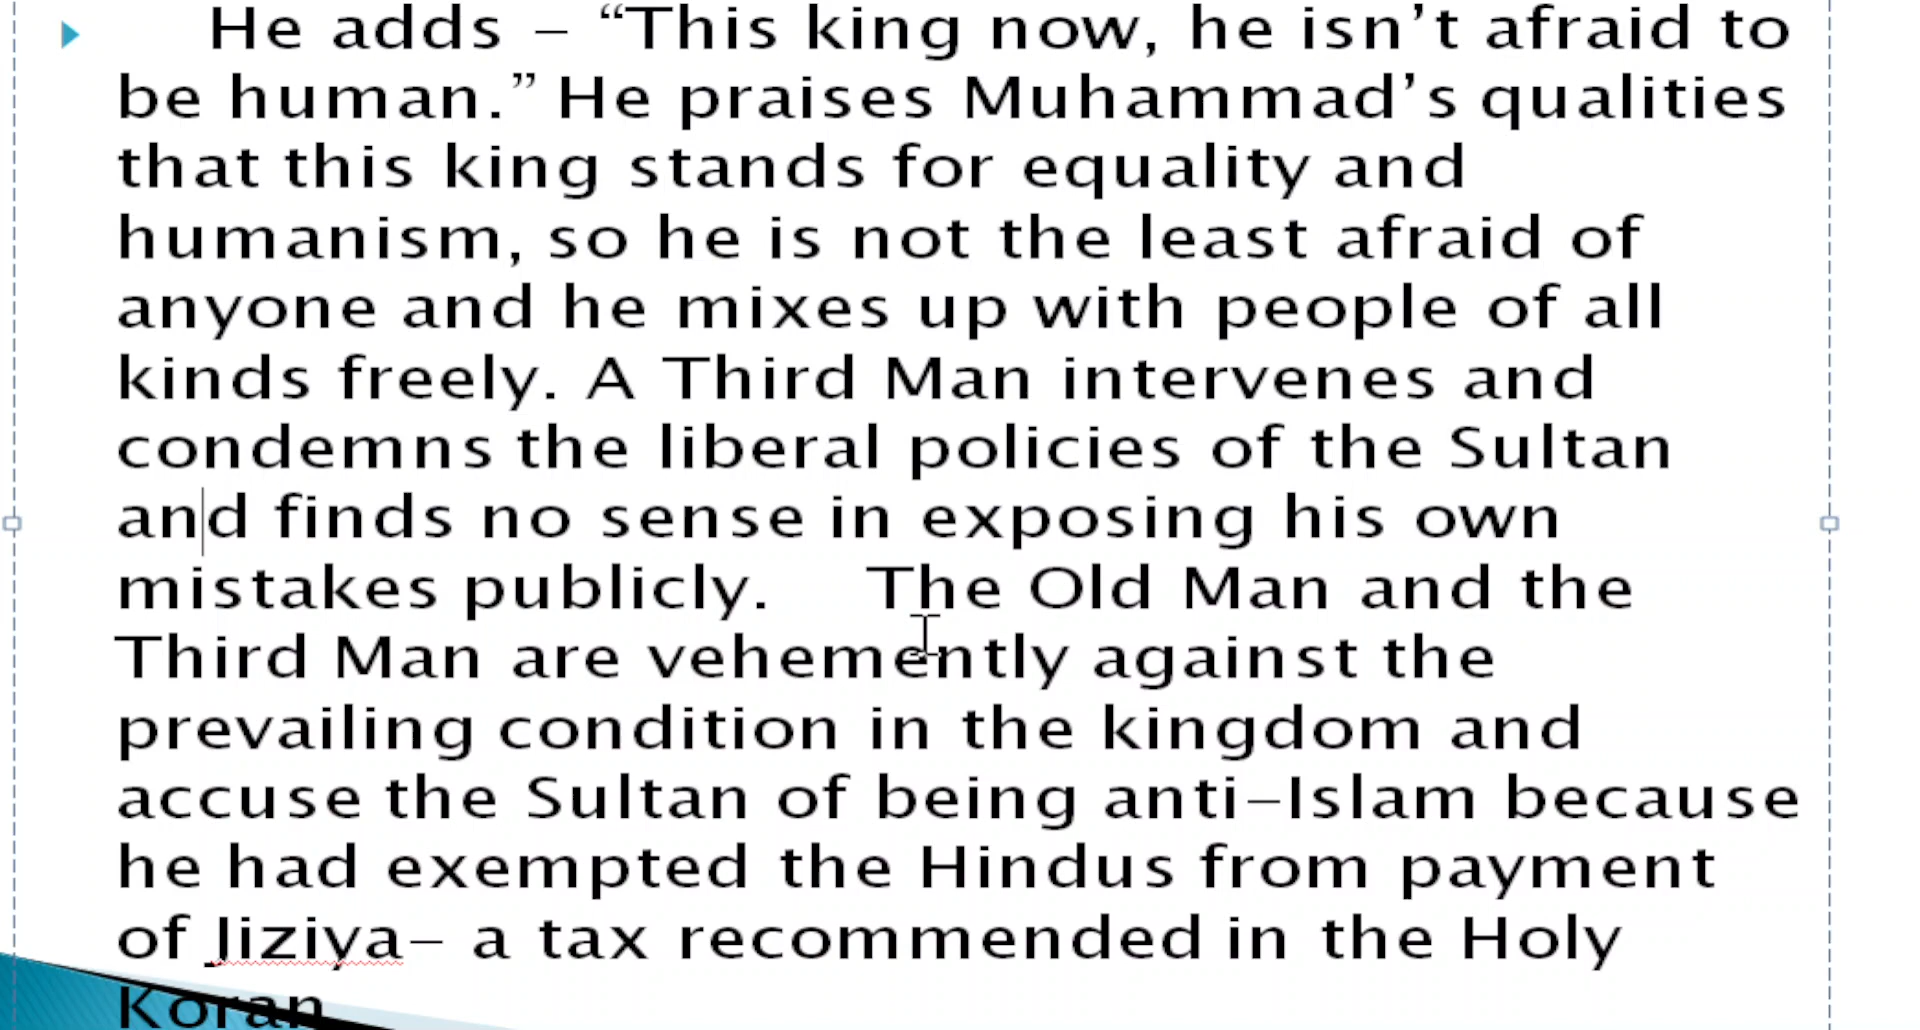 He adds – “This king now, he isn’t afraid to
be human.” He praises Muhammad’s qualities
that this king stands for equality and
humanism, so he is not the least afraid of
anyone and he mixes up with people of all
kinds freely. A Third Man intervenes and
condemns the liberal policies of the Sultan
and finds no sense in exposing his own
mistakes publicly. The Old Man and the
Third Man are vehemently against the
prevailing condition in the kingdom and
accuse the Sultan of being anti-Islam because
he had exempted the Hindus from payment
of Jiziya- a tax recommended in the Holy
Koran